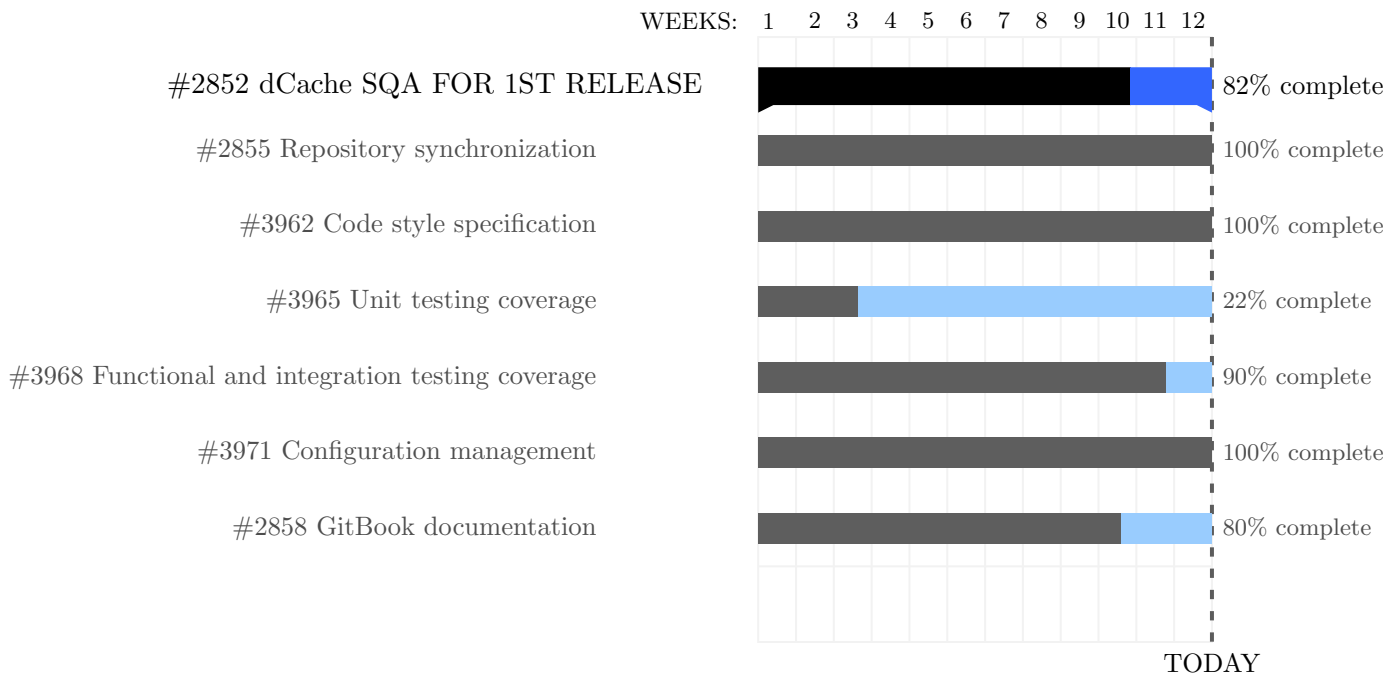 WEEKS: 1 2 3 4 5 6 7 8 9 10 11 12
#2852 dCache SQA FOR 1ST RELEASE 82% complete
#2855 Repository synchronization 100% complete
#3962 Code style specification 100% complete
#3965 Unit testing coverage 22% complete
#3968 Functional and integration testing coverage 90% complete
#3971 Configuration management 100% complete
#2858 GitBook documentation 80% complete
TODAY